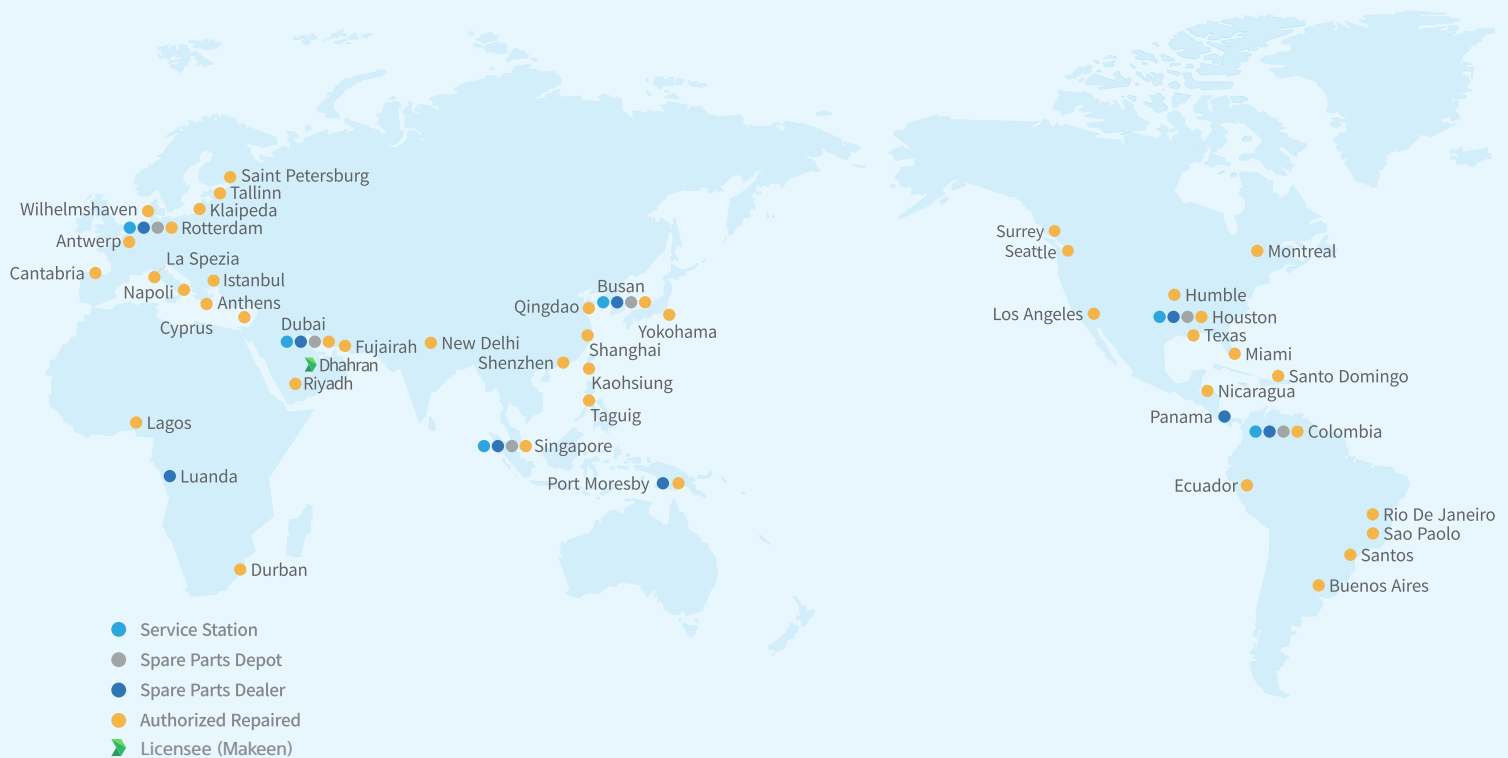 Saint Petersburg
Tallinn
Wilhelmshaven
Klaipeda
Rotterdam
Antwerp
La Spezia
Cantabria
Istanbul
Napoli
Anthens
Cyprus
Dubai
Fujairah
Dhahran
Riyadh
New Delhi
Busan
Qingdao
Yokohama
Shanghai
Shenzhen
Kaohsiung
Taguig
Lagos
Singapore
Luanda
Port Moresby
Durban
Surrey
Seattle
Montreal
Humble
Los Angeles
Houston
Texas
Miami
Santo Domingo
Nicaragua
Panama
Colombia
Ecuador
Rio De Janeiro
Sao Paolo
Santos
Buenos Aires
Service Station
Spare Parts Depot
Spare Parts Dealer
Authorized Repaired
Licensee (Makeen)